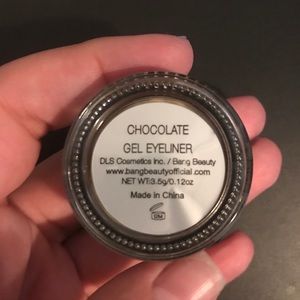 CHOCOLATE
GEL EYELINER
DLS Cosmetics Inc. / Bang Beauty
www.bangbeautyofficial.com
NET WT:3.5g/0.12oz
Made in China